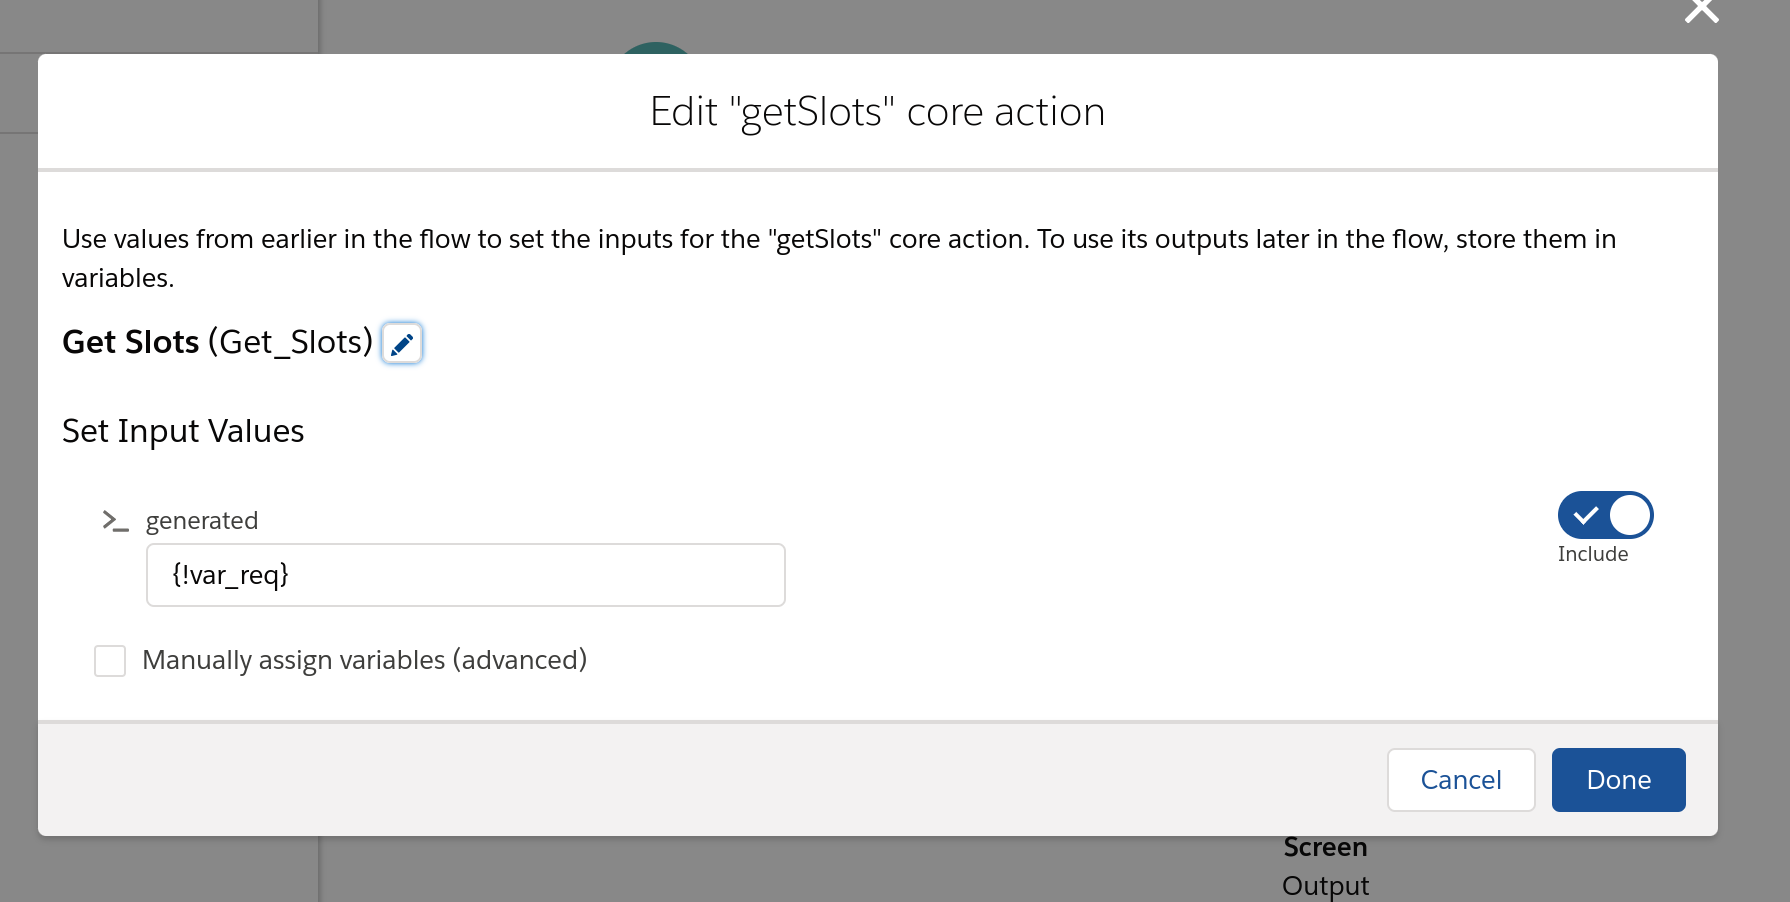 Edit "getSlots" core action
Use values from earlier in the flow to set the inputs for the "getSlots" core action. To use its outputs later in the flow, store them in
variables.
Get Slots (Get_Slots)
Set Input Values
generated
{!var_req}
Include
Manually assign variables (advanced)
Cancel
Done
Screen
Output